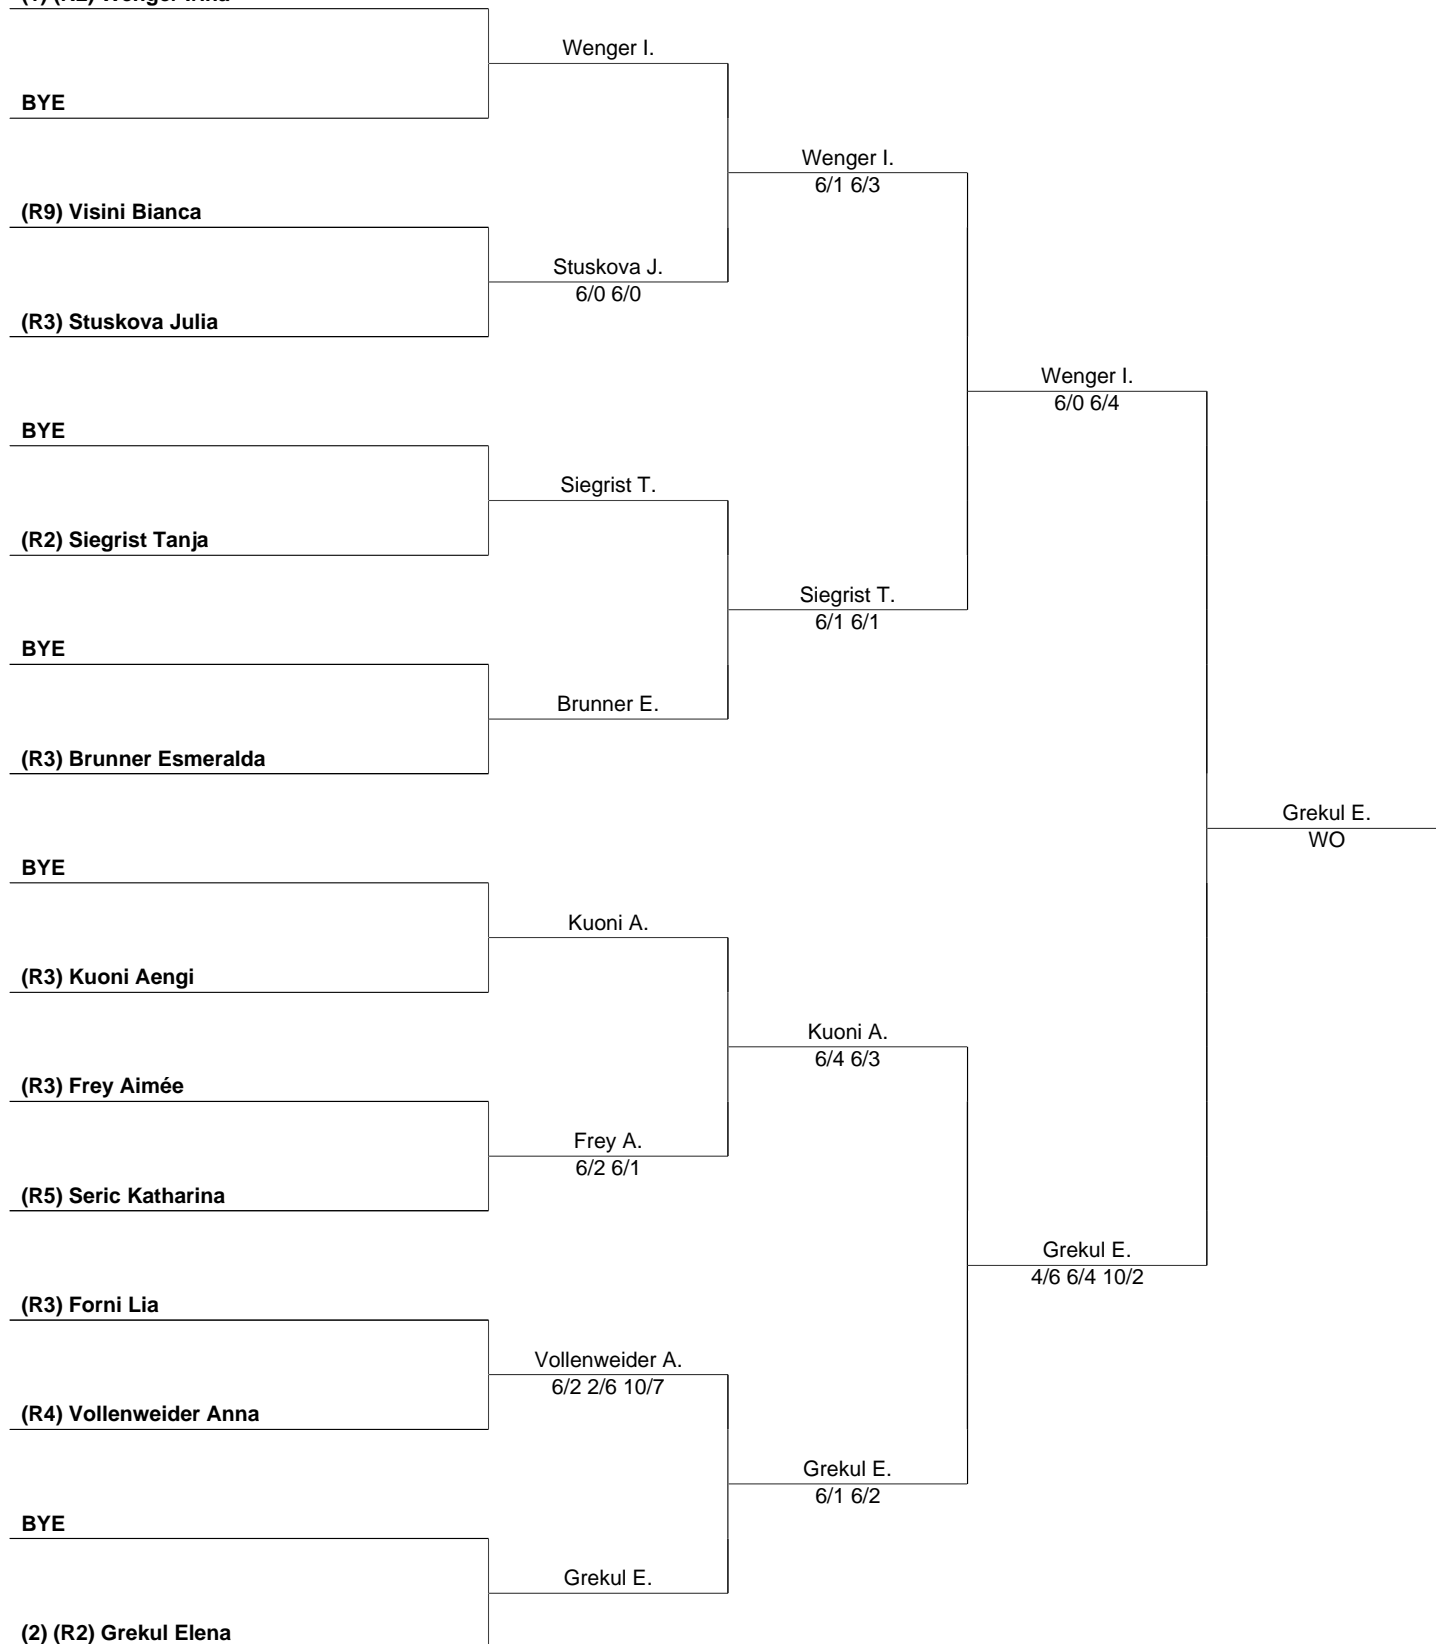 Wenger I.
BYE
Wenger I.
6/1 6/3
(R9) Visini Bianca
Stuskova J.
6/0 6/0
(R3) Stuskova Julia
Wenger I.
6/0 6/4
BYE
Siegrist T.
(R2) Siegrist Tanja
Siegrist T.
6/1 6/1
BYE
Brunner E.
(R3) Brunner Esmeralda
Grekul E.
WO
BYE
Kuoni A.
(R3) Kuoni Aengi
Kuoni A.
6/4 6/3
(R3) Frey Aimée
Frey A.
6/2 6/1
(R5) Seric Katharina
Grekul E.
4/6 6/4 10/2
(R3) Forni Lia
Vollenweider A.
6/2 2/6 10/7
(R4) Vollenweider Anna
Grekul E.
6/1 6/2
BYE
Grekul E.
(2) (R2) Grekul Elena